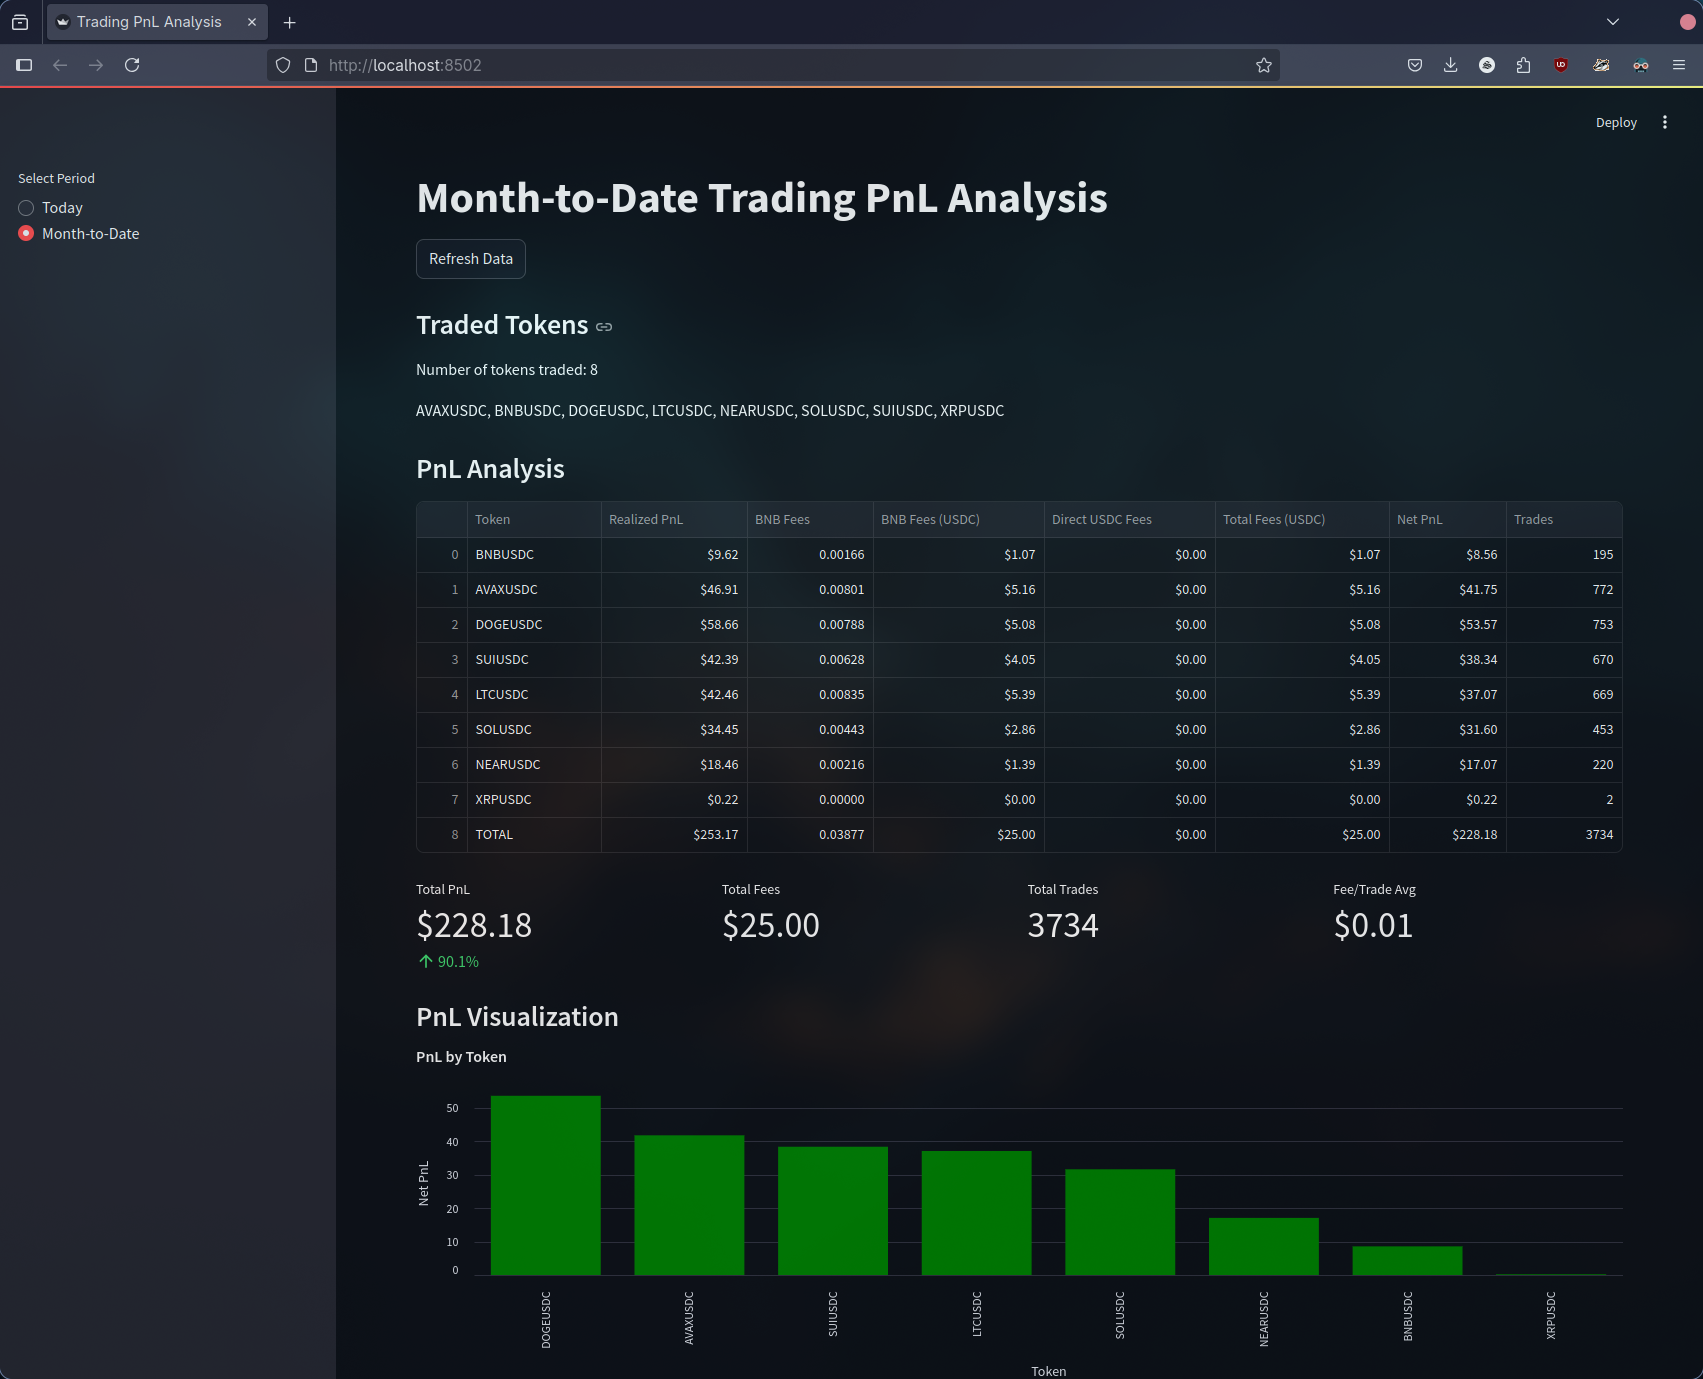 Trading PnL Analysis
http://localhost:8502
Deploy
Select Period
Today
Month-to-Date
Month-to-Date Trading PnL Analysis
Refresh Data
Traded Tokens
Number of tokens traded: 8
AVAXUSDC, BNBUSDC, DOGEUSDC, LTCUSDC, NEARUSDC, SOLUSDC, SUIUSDC, XRPUSDC
PnL Analysis
Token Realized PnL BNB Fees BNB Fees (USDC) Direct USDC Fees Total Fees (USDC) Net PnL Trades
0 BNBUSDC $9.62 0.00166 $1.07 $0.00 $1.07 $8.56 195
1 AVAXUSDC $46.91 0.00801 $5.16 $0.00 $5.16 $41.75 772
2 DOGEUSDC $58.66 0.00788 $5.08 $0.00 $5.08 $53.57 753
3 SUIUSDC $42.39 0.00628 $4.05 $0.00 $4.05 $38.34 670
4 LTCUSDC $42.46 0.00835 $5.39 $0.00 $5.39 $37.07 669
5 SOLUSDC $34.45 0.00443 $2.86 $0.00 $2.86 $31.60 453
6 NEARUSDC $18.46 0.00216 $1.39 $0.00 $1.39 $17.07 220
7 XRPUSDC $0.22 0.00000 $0.00 $0.00 $0.00 $0.22 2
8 TOTAL $253.17 0.03877 $25.00 $0.00 $25.00 $228.18 3734
Total PnL Total Fees Total Trades Fee/Trade Avg
$228.18 $25.00 3734 $0.01
90.1%
PnL Visualization
PnL by Token
Net PnL
50
40
30
20
10
0
DOGEUSDC AVAXUSDC SUIUSDC LTCUSDC SOLUSDC NEARUSDC BNBUSDC XRPUSDC
Token